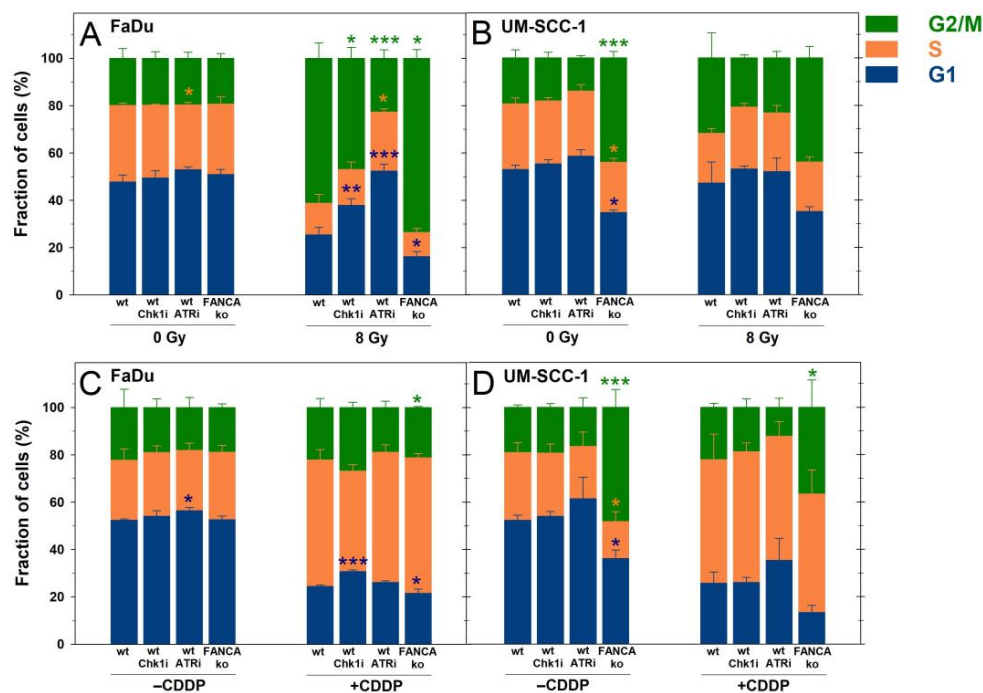 A FaDu
B UM-SCC-1
G2/M
S
G1
Fraction of cells (%)
100
80
60
40
20
0
* *** *
*
*** 
** 
*
***
*
*
wt wt Chk1i wt ATRi FANCA ko
0 Gy
wt wt Chk1i wt ATRi FANCA ko
8 Gy
wt wt Chk1i wt ATRi FANCA ko
0 Gy
wt wt Chk1i wt ATRi FANCA ko
8 Gy
C FaDu
D UM-SCC-1
Fraction of cells (%)
100
80
60
40
20
0
*
*
***
*
***
*
*
*
wt wt Chk1i wt ATRi FANCA ko
–CDDP
wt wt Chk1i wt ATRi FANCA ko
+CDDP
wt wt Chk1i wt ATRi FANCA ko
–CDDP
wt wt Chk1i wt ATRi FANCA ko
+CDDP